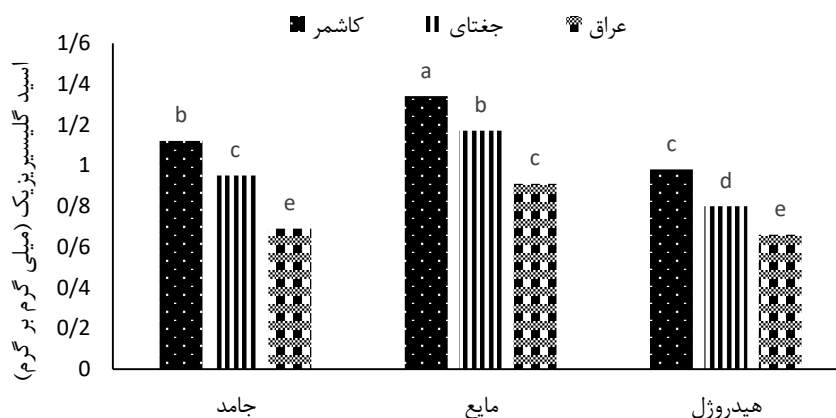 کاشمر
جغتای
عراق
اسید گلیسیریزیک (میلی گرم بر گرم)
1/6
1/4
1/2
1
0/8
0/6
0/4
0/2
0
b
c
e
a
b
c
c
d
e
جامد
مایع
هیدروژل